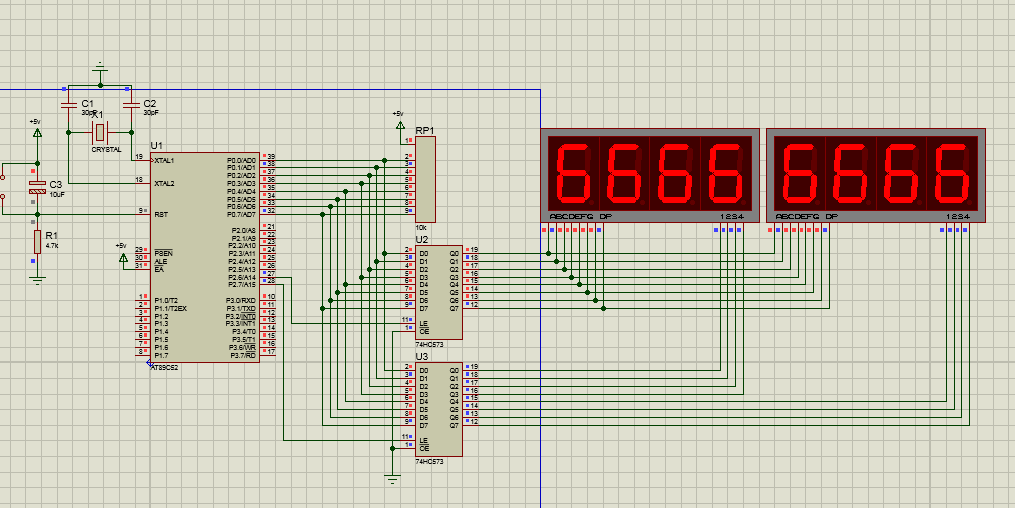 C1
30pF
C2
30pF
X1
CRYSTAL
+5v
C3
10uF
R1
4.7k
+5v
U1
19 XTAL1
18 XTAL2
9 RST
29 PSEN
30 ALE
31 EA
1 P1.0/T2
2 P1.1/T2EX
3 P1.2
4 P1.3
5 P1.4
6 P1.5
7 P1.6
8 P1.7
P0.0/AD0 39
P0.1/AD1 38
P0.2/AD2 37
P0.3/AD3 36
P0.4/AD4 35
P0.5/AD5 34
P0.6/AD6 33
P0.7/AD7 32
P2.0/A8 21
P2.1/A9 22
P2.2/A10 23
P2.3/A11 24
P2.4/A12 25
P2.5/A13 26
P2.6/A14 27
P2.7/A15 28
P3.0/RXD 10
P3.1/TXD 11
P3.2/INT0 12
P3.3/INT1 13
P3.4/T0 14
P3.5/T1 15
P3.6/WR 16
P3.7/RD 17
AT89C52
+5v
RP1
1
2
3
4
5
6
7
8
9
10k
U2
2 D0 Q0 19
3 D1 Q1 18
4 D2 Q2 17
5 D3 Q3 16
6 D4 Q4 15
7 D5 Q5 14
8 D6 Q6 13
9 D7 Q7 12
11 LE
1 OE
74HC573
U3
2 D0 Q0 19
3 D1 Q1 18
4 D2 Q2 17
5 D3 Q3 16
6 D4 Q4 15
7 D5 Q5 14
8 D6 Q6 13
9 D7 Q7 12
11 LE
1 OE
74HC573
6666
ABCDEFG DP 1234
6666
ABCDEFG DP 1234